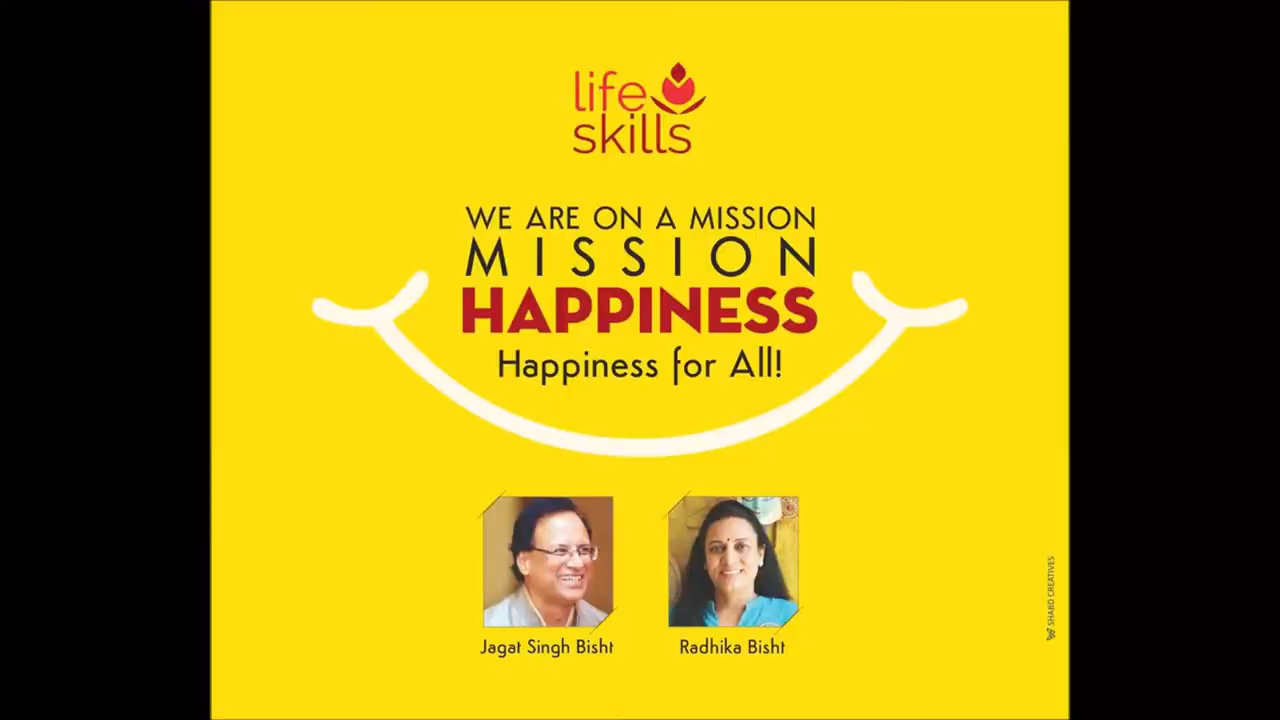 life
skills
WE ARE ON A MISSION
MISSION
HAPPINESS
Happiness for All!
Jagat Singh Bisht
Radhika Bisht
SHABD CREATIVES